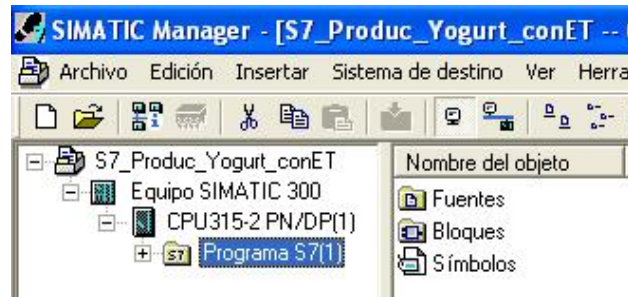 SIMATIC Manager - [S7_Produc_Yogurt_conET --
Archivo Edición Insertar Sistema de destino Ver Herra
S7_Produc_Yogurt_conET
Equipo SIMATIC 300
CPU315-2 PN/DP(1)
S7 Programa S7(1)
Nombre del objeto
Fuentes
Bloques
Símbolos